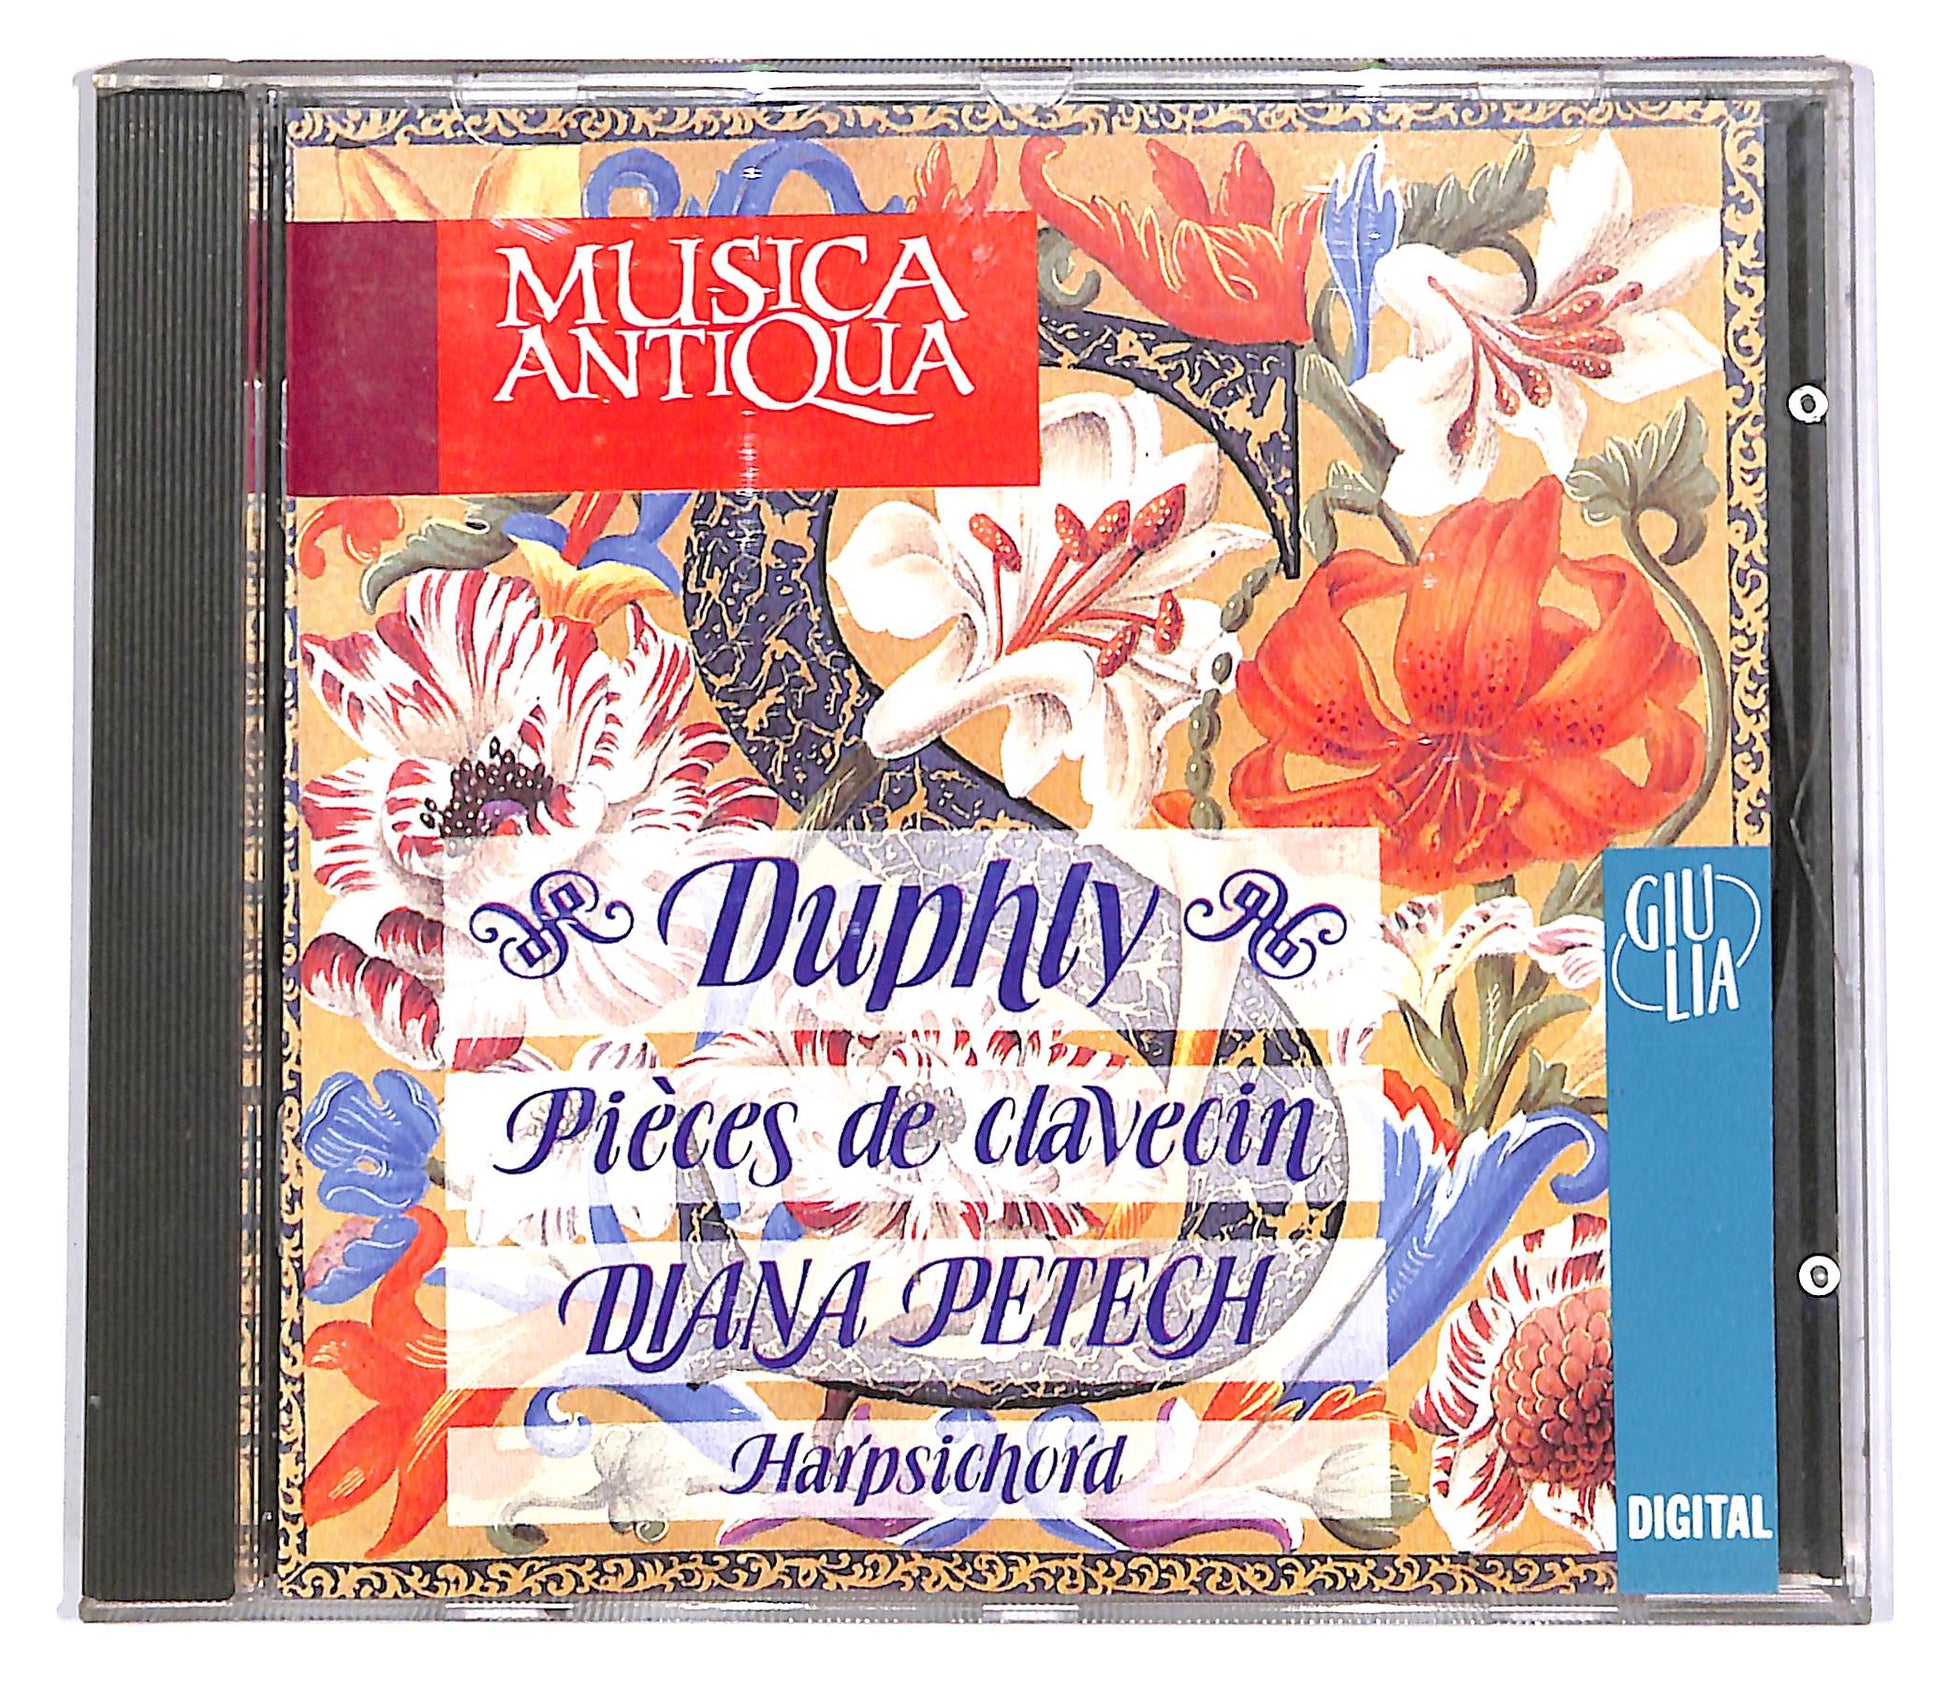 MUSICA
ANTIQUA
Duphly
Pièces de clavecin
DIANA PETECH
Harpsichord
GIU
LIA
DIGITAL